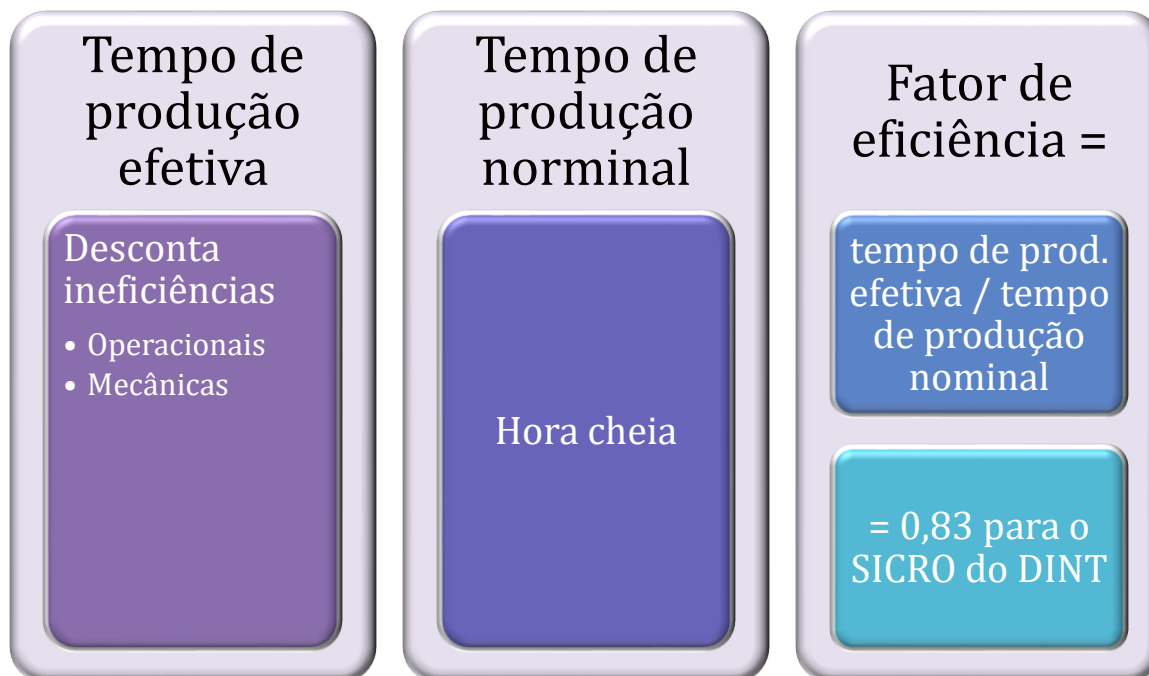 Tempo de
produção
efetiva
Desconta
ineficiências
• Operacionais
• Mecânicas
Tempo de
produção
norminal
Hora cheia
Fator de
eficiência =
tempo de prod.
efetiva / tempo
de produção
nominal
= 0,83 para o
SICRO do DINT